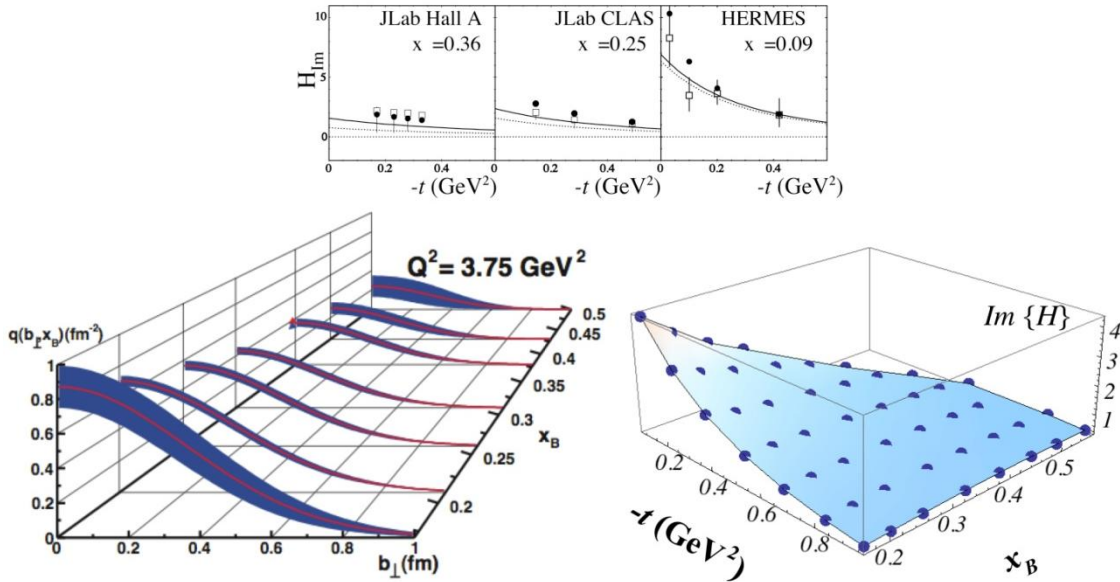 JLab Hall A
JLab CLAS
HERMES
x =0.36
x =0.25
x =0.09
H_Im
10
5
0
0 0.2 0.4
0 0.2 0.4
0 0.2 0.4
-t (GeV²)
-t (GeV²)
-t (GeV²)
Q²= 3.75 GeV²
q(b⊥,x_B)(fm⁻²)
1
0.8
0.6
0.4
0.2
0
0 0.2 0.4 0.6 0.8 1
b⊥(fm)
0.5
0.45
0.4
0.35
0.3
0.25
0.2
x_B
Im {H}
4
3
2
1
0.2
0.4
0.6
0.8
-t (GeV²)
0.2
0.3
0.4
0.5
x_B